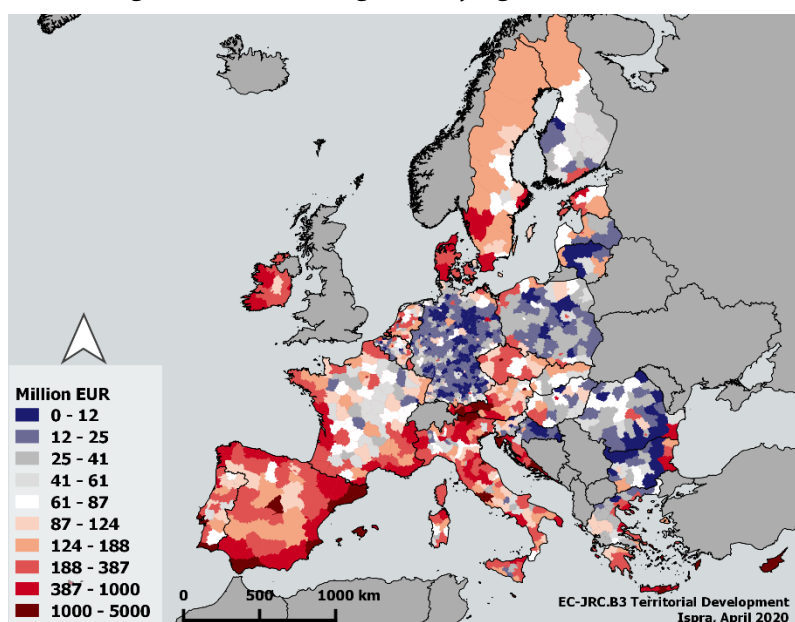 Million EUR
0 - 12
12 - 25
25 - 41
41 - 61
61 - 87
87 - 124
124 - 188
188 - 387
387 - 1000
1000 - 5000
0 500 1000 km
EC-JRC.B3 Territorial Development
Ispra, April 2020